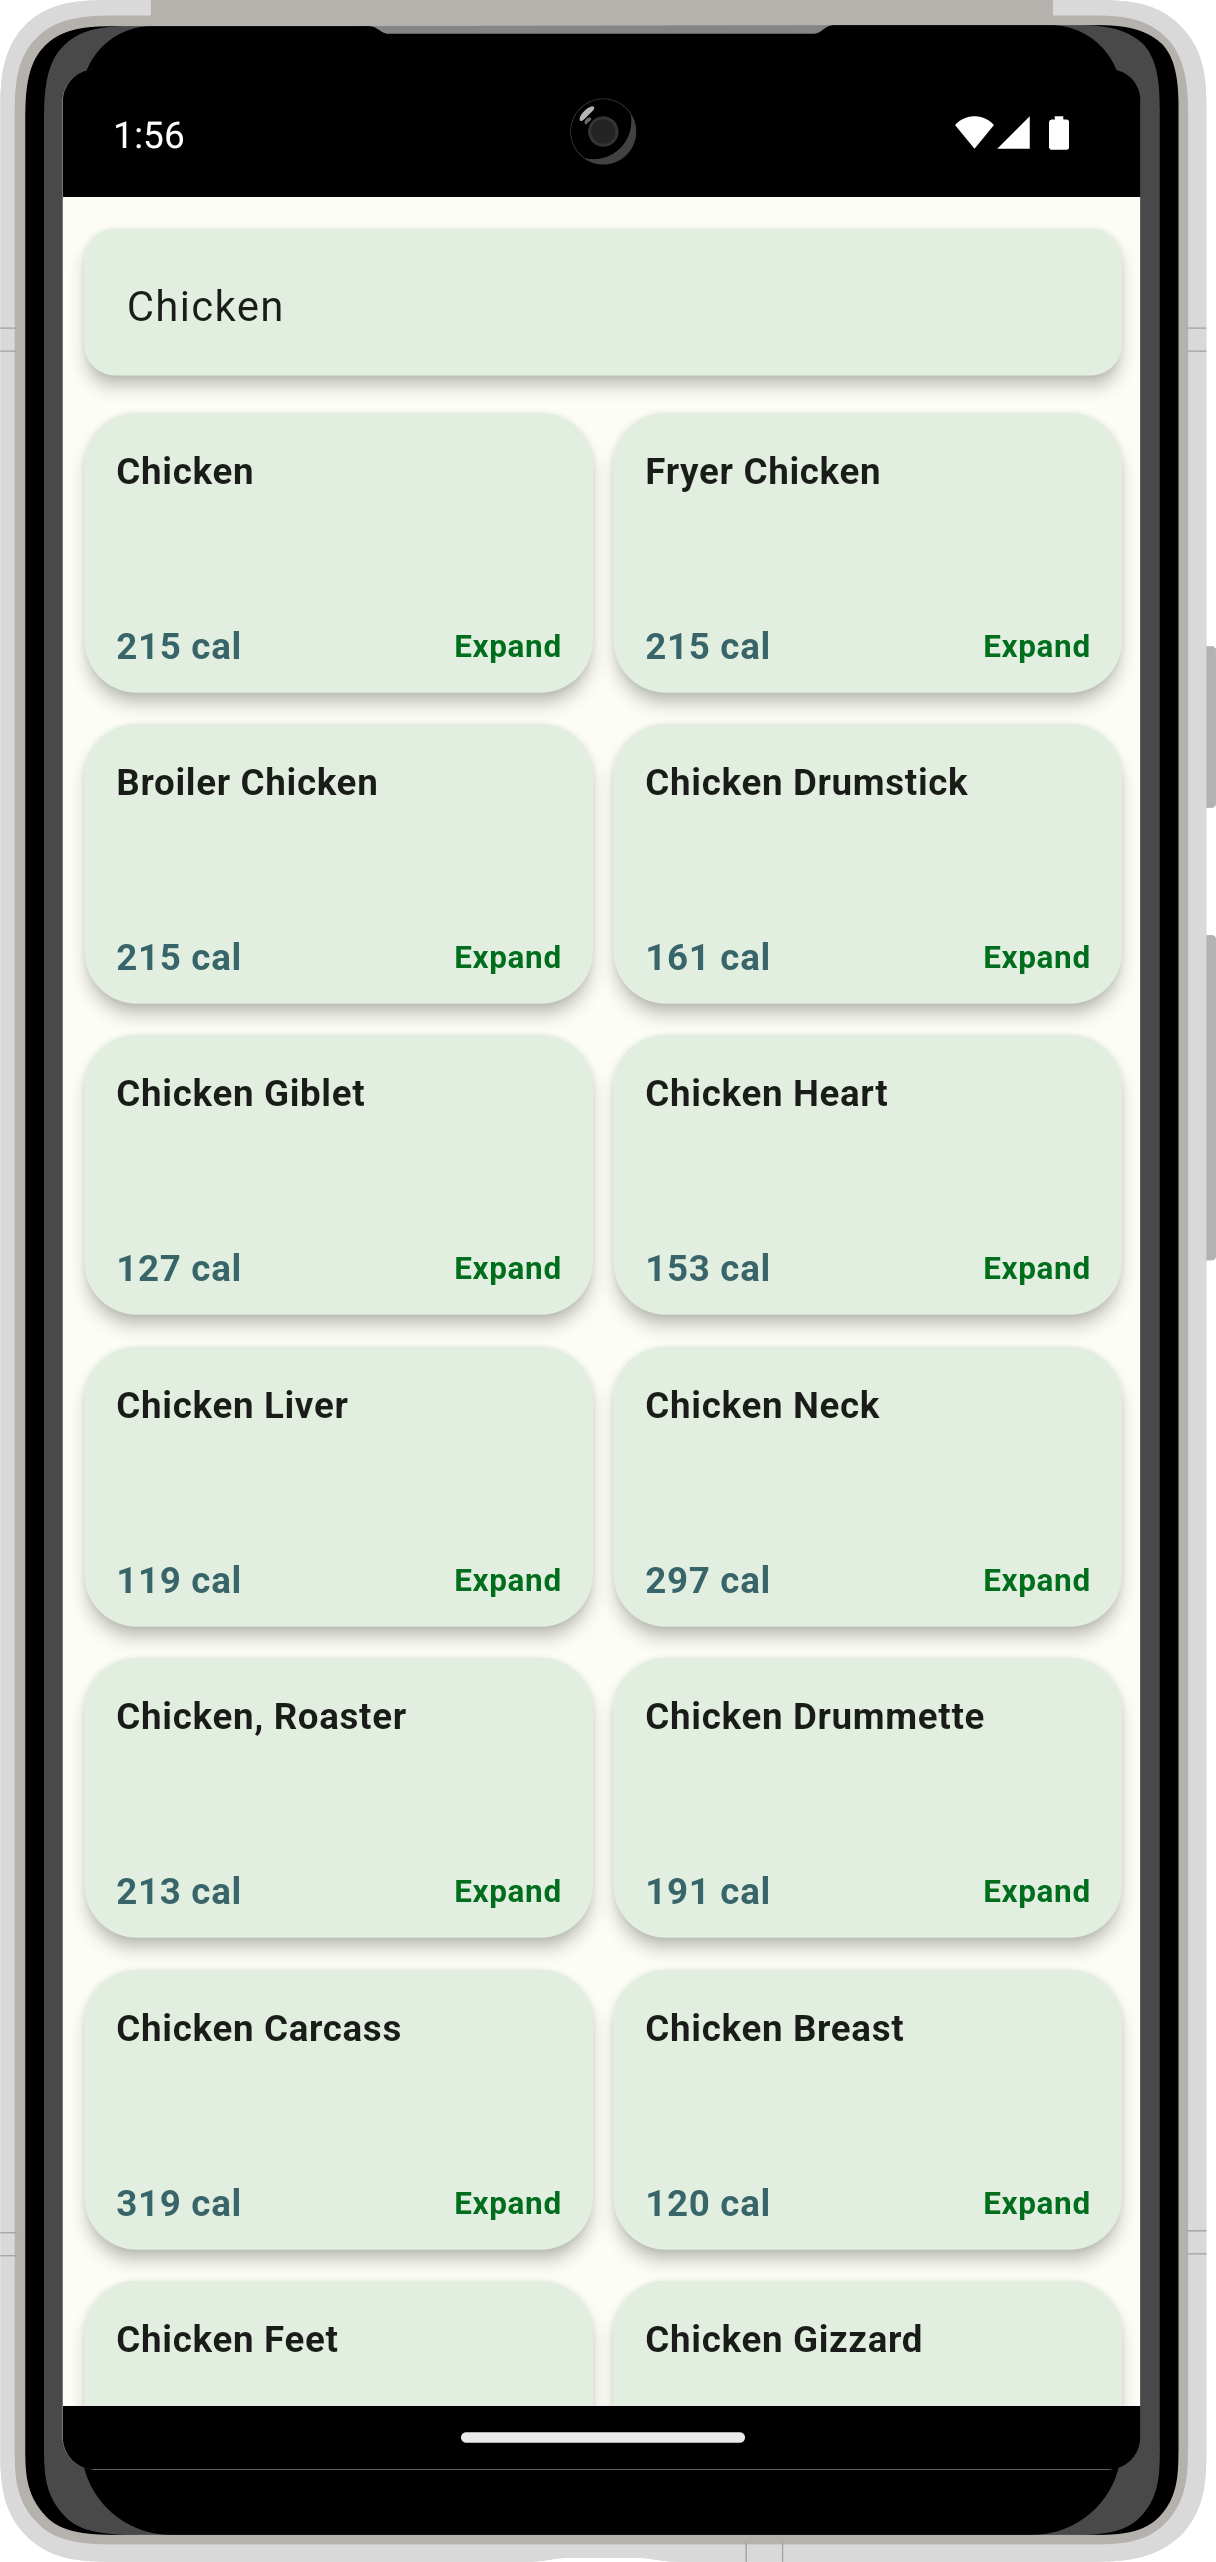 1:56
Chicken
Chicken
Fryer Chicken
215 cal
Expand
215 cal
Expand
Broiler Chicken
Chicken Drumstick
215 cal
Expand
161 cal
Expand
Chicken Giblet
Chicken Heart
127 cal
Expand
153 cal
Expand
Chicken Liver
Chicken Neck
119 cal
Expand
297 cal
Expand
Chicken, Roaster
Chicken Drummette
213 cal
Expand
191 cal
Expand
Chicken Carcass
Chicken Breast
319 cal
Expand
120 cal
Expand
Chicken Feet
Chicken Gizzard